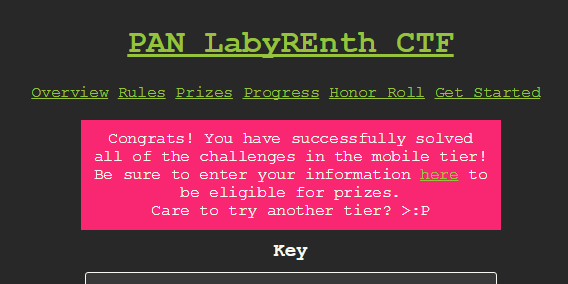 PAN LabyREnth CTF
Overview Rules Prizes Progress Honor Roll Get Started
Congrats! You have successfully solved
all of the challenges in the mobile tier!
Be sure to enter your information here to
be eligible for prizes.
Care to try another tier? >:P
Key